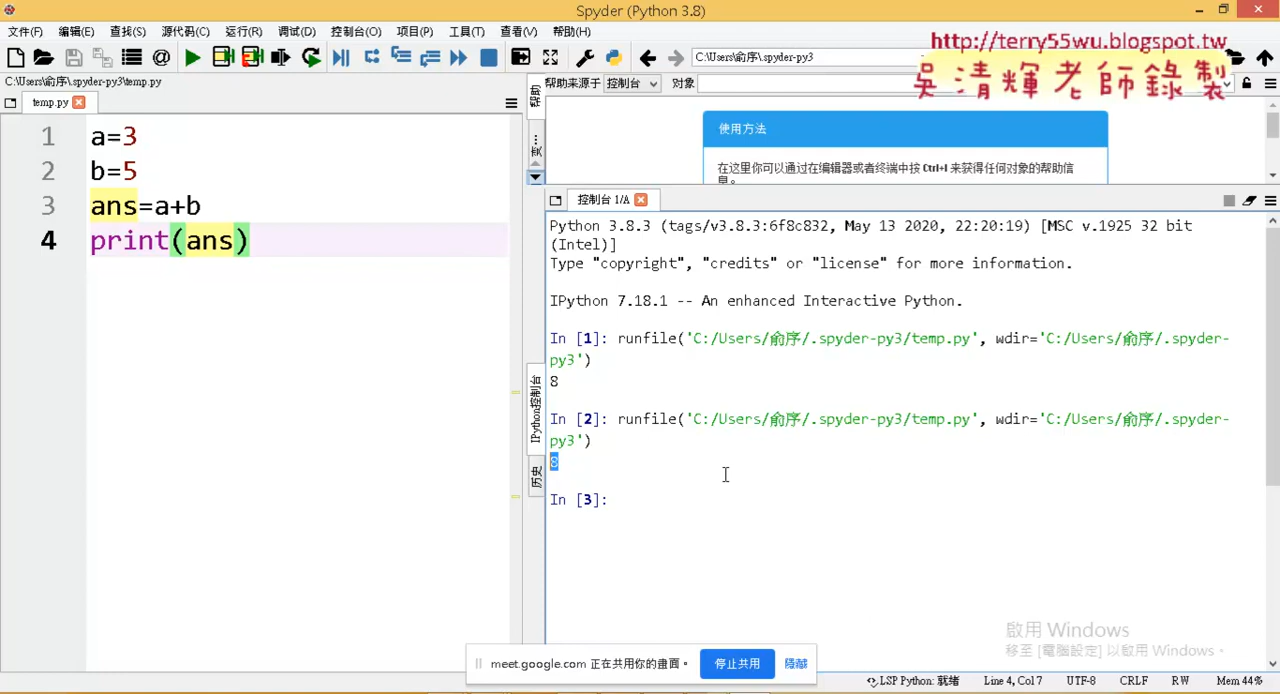 Spyder (Python 3.8)
文件(F) 编辑(E) 查找(S) 源代码(C) 运行(R) 调试(D) 控制台(O) 项目(P) 工具(T) 查看(V) 帮助(H)
http://terry55wu.blogspot.tw
C:\Users\俞序\.spyder-py3
吳清輝老師錄製
C:\Users\俞序\.spyder-py3\temp.py
帮助来源于 控制台 对象
temp.py
帮助
使用方法
在这里你可以通过在编辑器或者终端中按 Ctrl+I 来获得任何对象的帮助信
息。
1 a=3
2 b=5
3 ans=a+b
4 print(ans)
控制台 1/A
Python 3.8.3 (tags/v3.8.3:6f8c832, May 13 2020, 22:20:19) [MSC v.1925 32 bit
(Intel)]
Type "copyright", "credits" or "license" for more information.
IPython 7.18.1 -- An enhanced Interactive Python.
In [1]: runfile('C:/Users/俞序/.spyder-py3/temp.py', wdir='C:/Users/俞序/.spyder-
py3')
8
In [2]: runfile('C:/Users/俞序/.spyder-py3/temp.py', wdir='C:/Users/俞序/.spyder-
py3')
8
In [3]:
IPython控制台
历史
啟用 Windows
移至 [電腦設定] 以啟用 Windows。
meet.google.com 正在共用你的畫面。 停止共用 隱藏
LSP Python: 就绪 Line 4, Col 7 UTF-8 CRLF RW Mem 44%